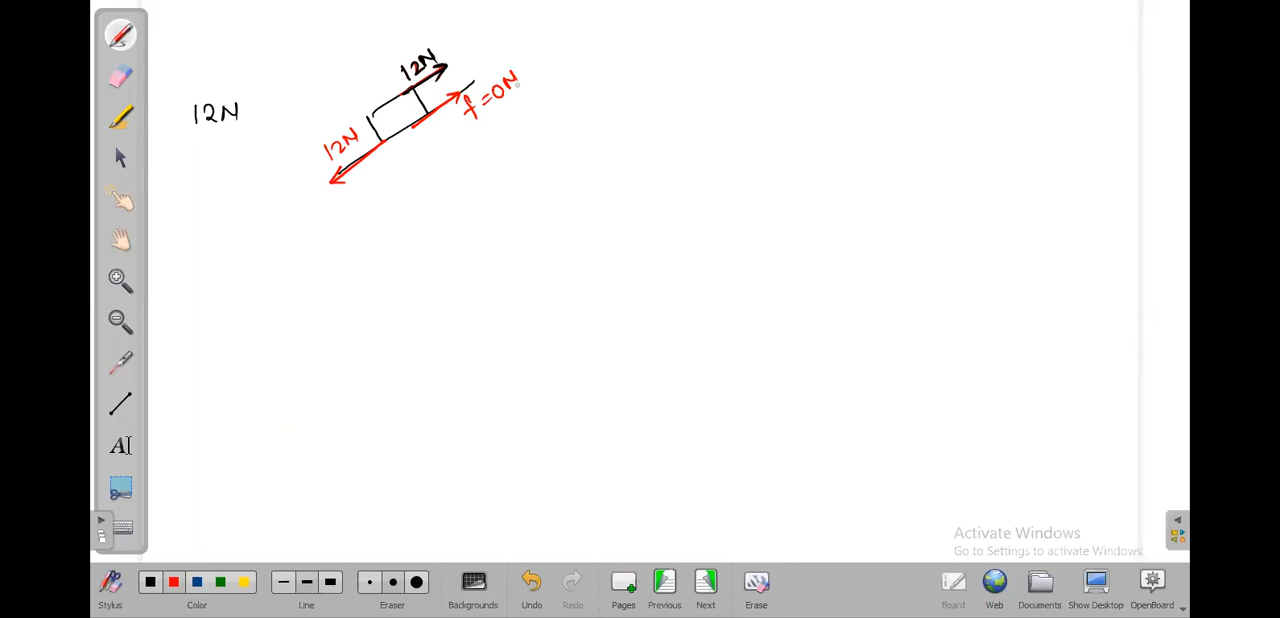 12N
12N
f=0N
12N
A
Activate Windows
Go to Settings to activate Windows.
Stylus
Color
Line
Eraser
Backgrounds
Undo
Redo
Pages
Previous
Next
Erase
Board
Web
Documents
Show Desktop
OpenBoard